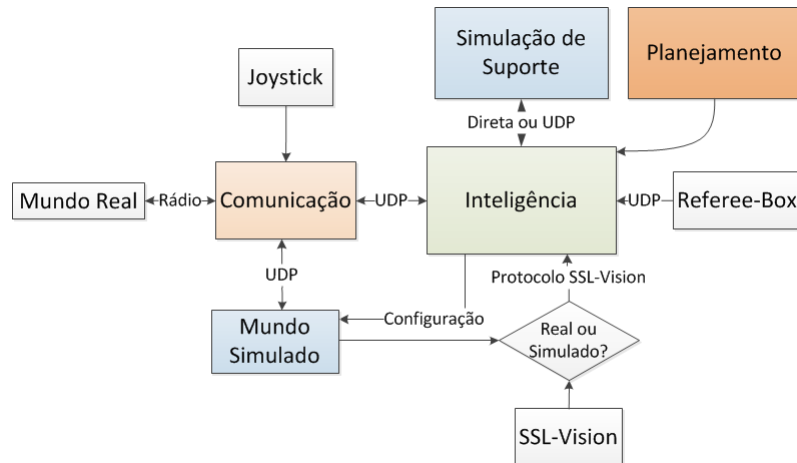 Simulação de
Suporte
Planejamento
Joystick
Direta ou UDP
Mundo Real
Rádio
Comunicação
UDP
Inteligência
UDP
Referee-Box
UDP
Protocolo SSL-Vision
Configuração
Mundo
Simulado
Real ou
Simulado?
SSL-Vision